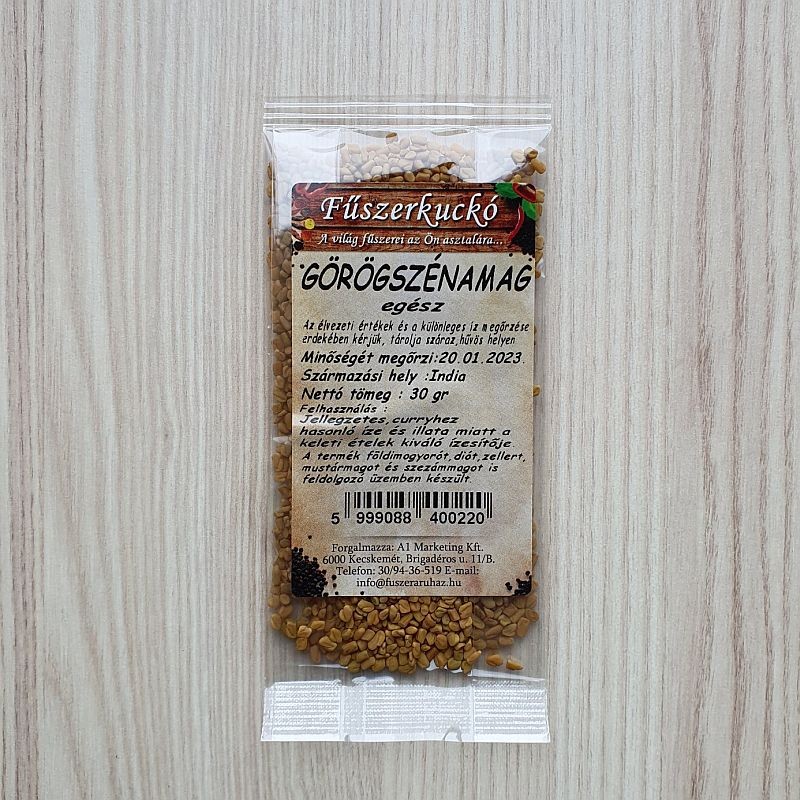 Fűszerkuckó
A világ fűszerei az Ön asztalára...
GÖRÖGSZÉNAMAG
egész
Az élvezeti értékek és a különleges íz megőrzése
érdekében kérjük, tárolja száraz,hűvös helyen
Minőségét megőrzi:20.01.2023
Származási hely :India
Nettó tömeg : 30 gr
Felhasználás :
Jellegzetes,curryhez
hasonló íze és illata miatt a
keleti ételek kiváló ízesítője.
A termék földimogyorót,diót,zellert,
mustármagot és szezámmagot is
feldolgozó üzemben készült.
5 999088 400220
Forgalmazza: A1 Marketing Kft.
6000 Kecskemét, Brigadéros u. 11/B.
Telefon: 30/94-36-519 E-mail:
info@fuszeraruhaz.hu